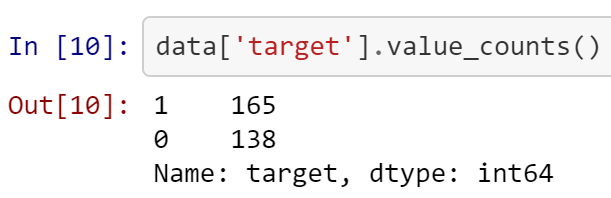 In [10]: data['target'].value_counts()
Out[10]: 1    165
0    138
Name: target, dtype: int64